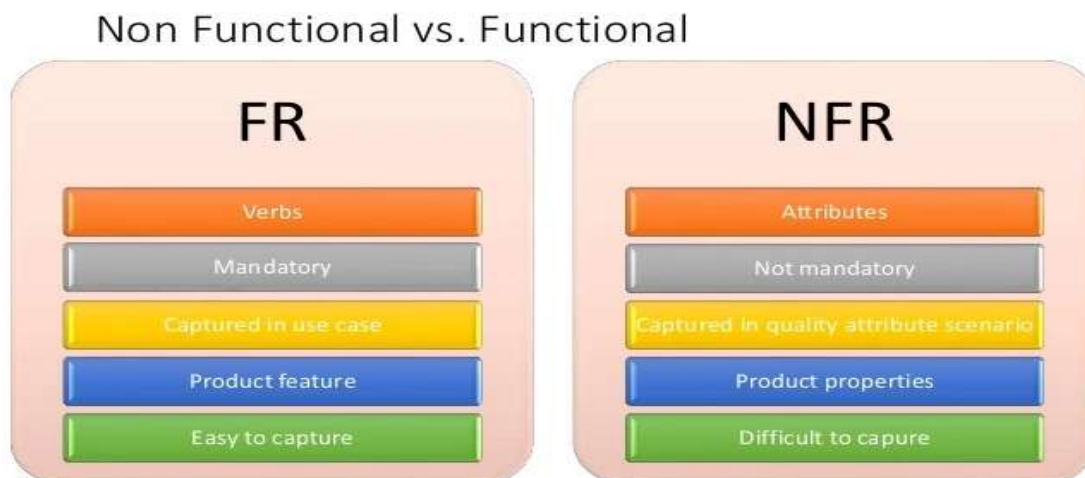 Non Functional vs. Functional
FR
Verbs
Mandatory
Captured in use case
Product feature
Easy to capture
NFR
Attributes
Not mandatory
Captured in quality attribute scenario
Product properties
Difficult to capure